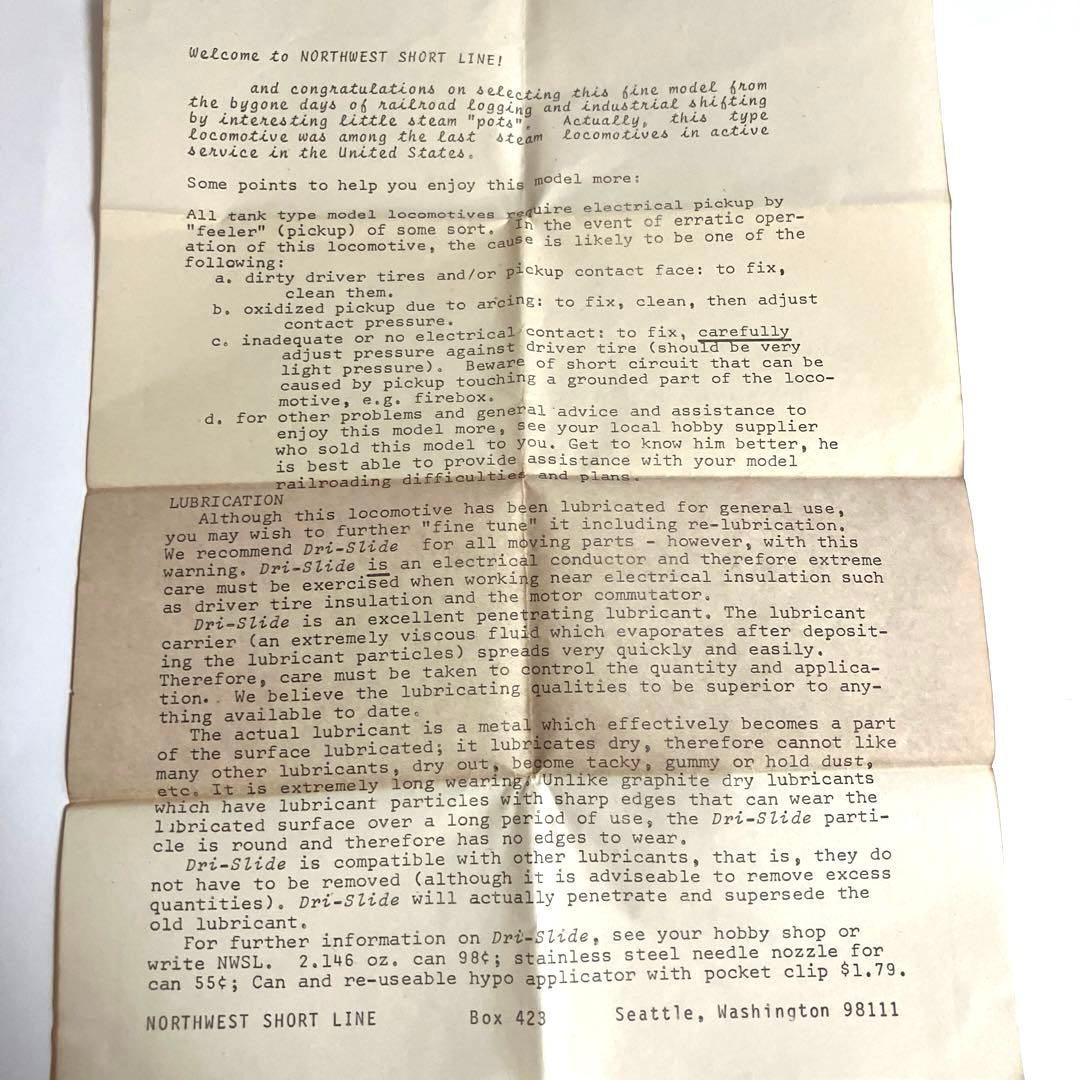 Welcome to NORTHWEST SHORT LINE!
and congratulations on selecting this fine model from
the bygone days of railroad logging and industrial shifting
by interesting little steam "pots". Actually, this type
locomotive was among the last steam locomotives in active
service in the United States.
Some points to help you enjoy this model more:
All tank type model locomotives require electrical pickup by
"feeler" (pickup) of some sort. In the event of erratic oper-
ation of this locomotive, the cause is likely to be one of the
following:
a. dirty driver tires and/or pickup contact face: to fix,
clean them.
b. oxidized pickup due to arcing: to fix, clean, then adjust
contact pressure.
c. inadequate or no electrical contact: to fix, carefully
adjust pressure against driver tire (should be very
light pressure). Beware of short circuit that can be
caused by pickup touching a grounded part of the loco-
motive, e.g. firebox.
d. for other problems and general advice and assistance to
enjoy this model more, see your local hobby supplier
who sold this model to you. Get to know him better, he
is best able to provide assistance with your model
railroading difficulties and plans.
LUBRICATION
Although this locomotive has been lubricated for general use,
you may wish to further "fine tune" it including re-lubrication.
We recommend Dri-Slide for all moving parts - however, with this
warning. Dri-Slide is an electrical conductor and therefore extreme
care must be exercised when working near electrical insulation such
as driver tire insulation and the motor commutator.
Dri-Slide is an excellent penetrating lubricant. The lubricant
carrier (an extremely viscous fluid which evaporates after deposit-
ing the lubricant particles) spreads very quickly and easily.
Therefore, care must be taken to control the quantity and applica-
tion. We believe the lubricating qualities to be superior to any-
thing available to date.
The actual lubricant is a metal which effectively becomes a part
of the surface lubricated; it lubricates dry, therefore cannot like
many other lubricants, dry out, become tacky, gummy or hold dust,
etc. It is extremely long wearing. Unlike graphite dry lubricants
which have lubricant particles with sharp edges that can wear the
lubricated surface over a long period of use, the Dri-Slide parti-
cle is round and therefore has no edges to wear.
Dri-Slide is compatible with other lubricants, that is, they do
not have to be removed (although it is adviseable to remove excess
quantities). Dri-Slide will actually penetrate and supersede the
old lubricant.
For further information on Dri-Slide, see your hobby shop or
write NWSL. 2.146 oz. can 98¢; stainless steel needle nozzle for
can 55¢; Can and re-useable hypo applicator with pocket clip $1.79.
NORTHWEST SHORT LINE Box 423 Seattle, Washington 98111